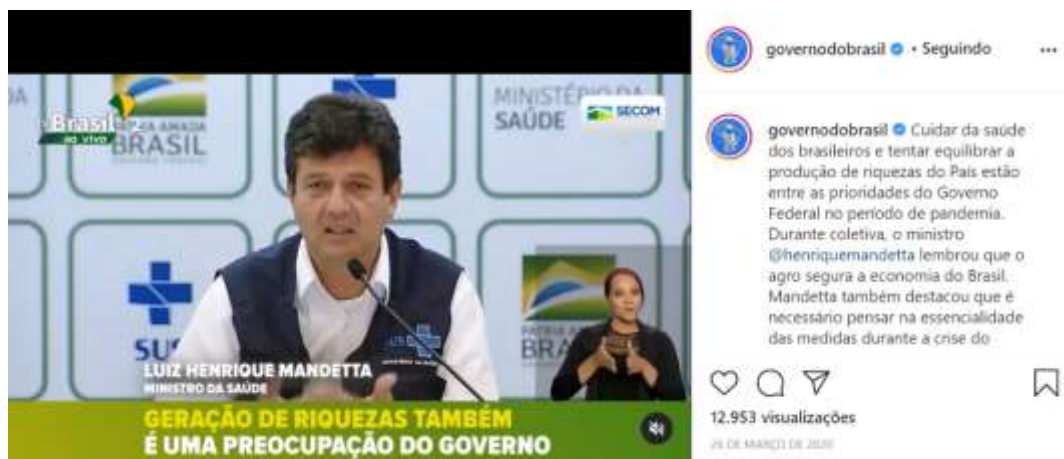 governodobrasil • Seguindo
Brasil
ao vivo
PÁTRIA AMADA
BRASIL
MINISTÉRIO DA
SAÚDE
SECOM
SUS
SUS
PÁTRIA AMADA
BRA
LUIZ HENRIQUE MANDETTA
MINISTRO DA SAÚDE
GERAÇÃO DE RIQUEZAS TAMBÉM
É UMA PREOCUPAÇÃO DO GOVERNO
governodobrasil Cuidar da saúde
dos brasileiros e tentar equilibrar a
produção de riquezas do País estão
entre as prioridades do Governo
Federal no período de pandemia.
Durante coletiva, o ministro
@henriquemandetta lembrou que o
agro segura a economia do Brasil.
Mandetta também destacou que é
necessário pensar na essencialidade
das medidas durante a crise do
12.953 visualizações
26 DE MARÇO DE 2020